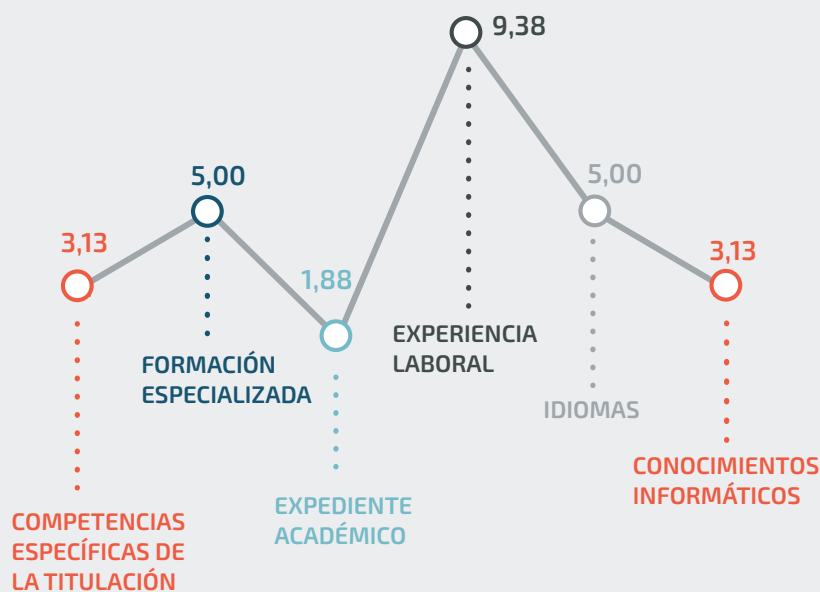 9,38
5,00
5,00
3,13
3,13
1,88
EXPERIENCIA
LABORAL
FORMACIÓN
ESPECIALIZADA
IDIOMAS
CONOCIMIENTOS
INFORMÁTICOS
EXPEDIENTE
ACADÉMICO
COMPETENCIAS
ESPECÍFICAS DE
LA TITULACIÓN